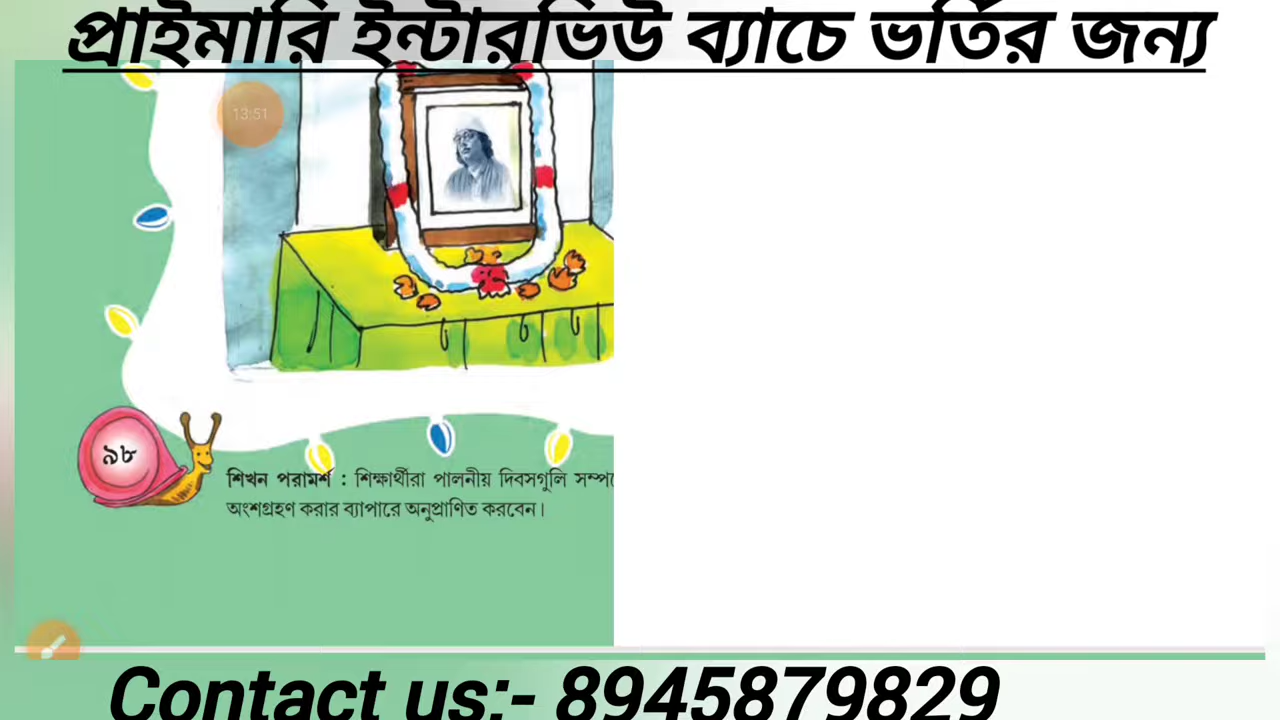 প্রাইমারি ইন্টারভিউ ব্যাচে ভর্তির জন্য
13:51
৯৮
শিখন পরামর্শ : শিক্ষার্থীরা পালনীয় দিবসগুলি
অংশগ্রহণ করার ব্যাপারে অনুপ্রাণিত করবেন।
Contact us:- 8945879829